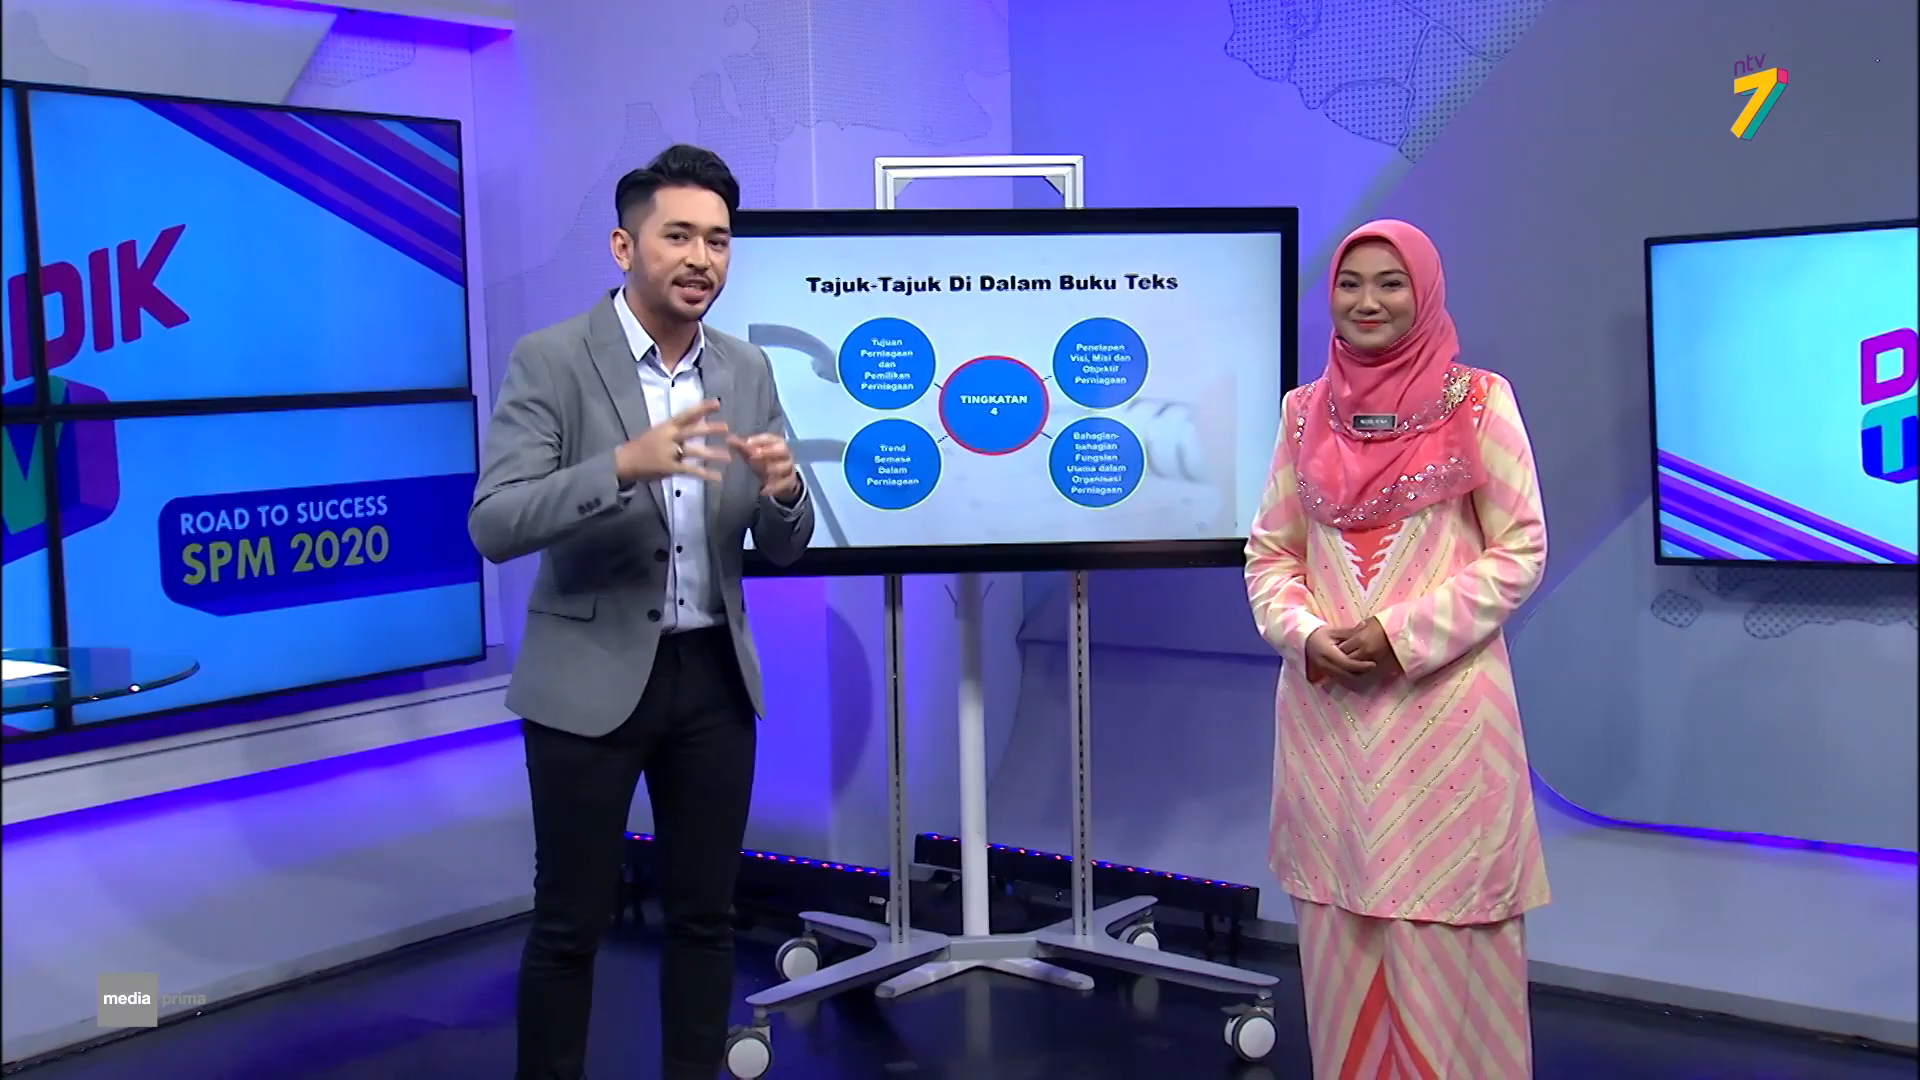 ntv
7
DIK
V
ROAD TO SUCCESS
SPM 2020
Tajuk-Tajuk Di Dalam Buku Teks
Tujuan
Perniagaan
dan
Pemilikan
Perniagaan
Penetapan
Visi, Misi dan
Objektif
Perniagaan
TINGKATAN
4
Trend
Semasa
Dalam
Perniagaan
Bahagian-
bahagian
Fungsian
Utama dalam
Organisasi
Perniagaan
D
T
media prima